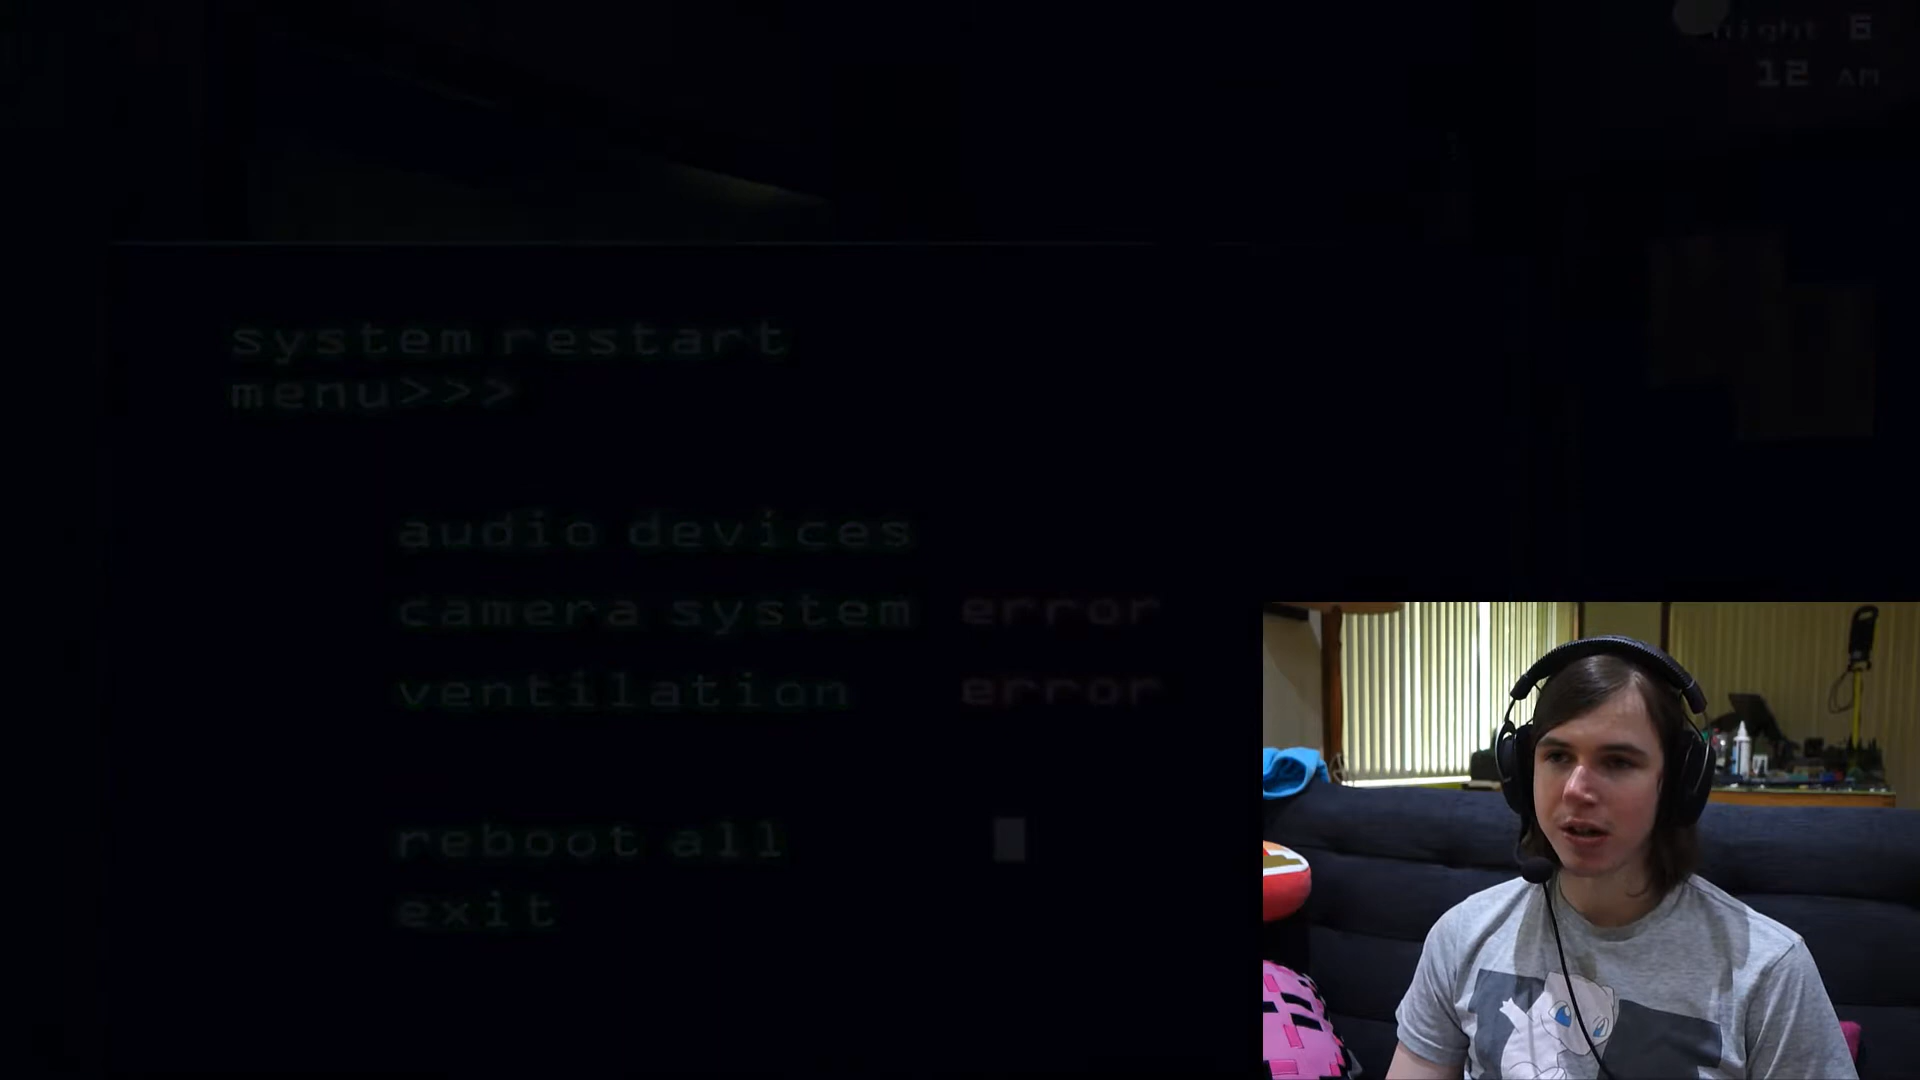 night 6
12 AM
system restart
menu>>>
audio devices
camera system error
ventilation error
reboot all
exit